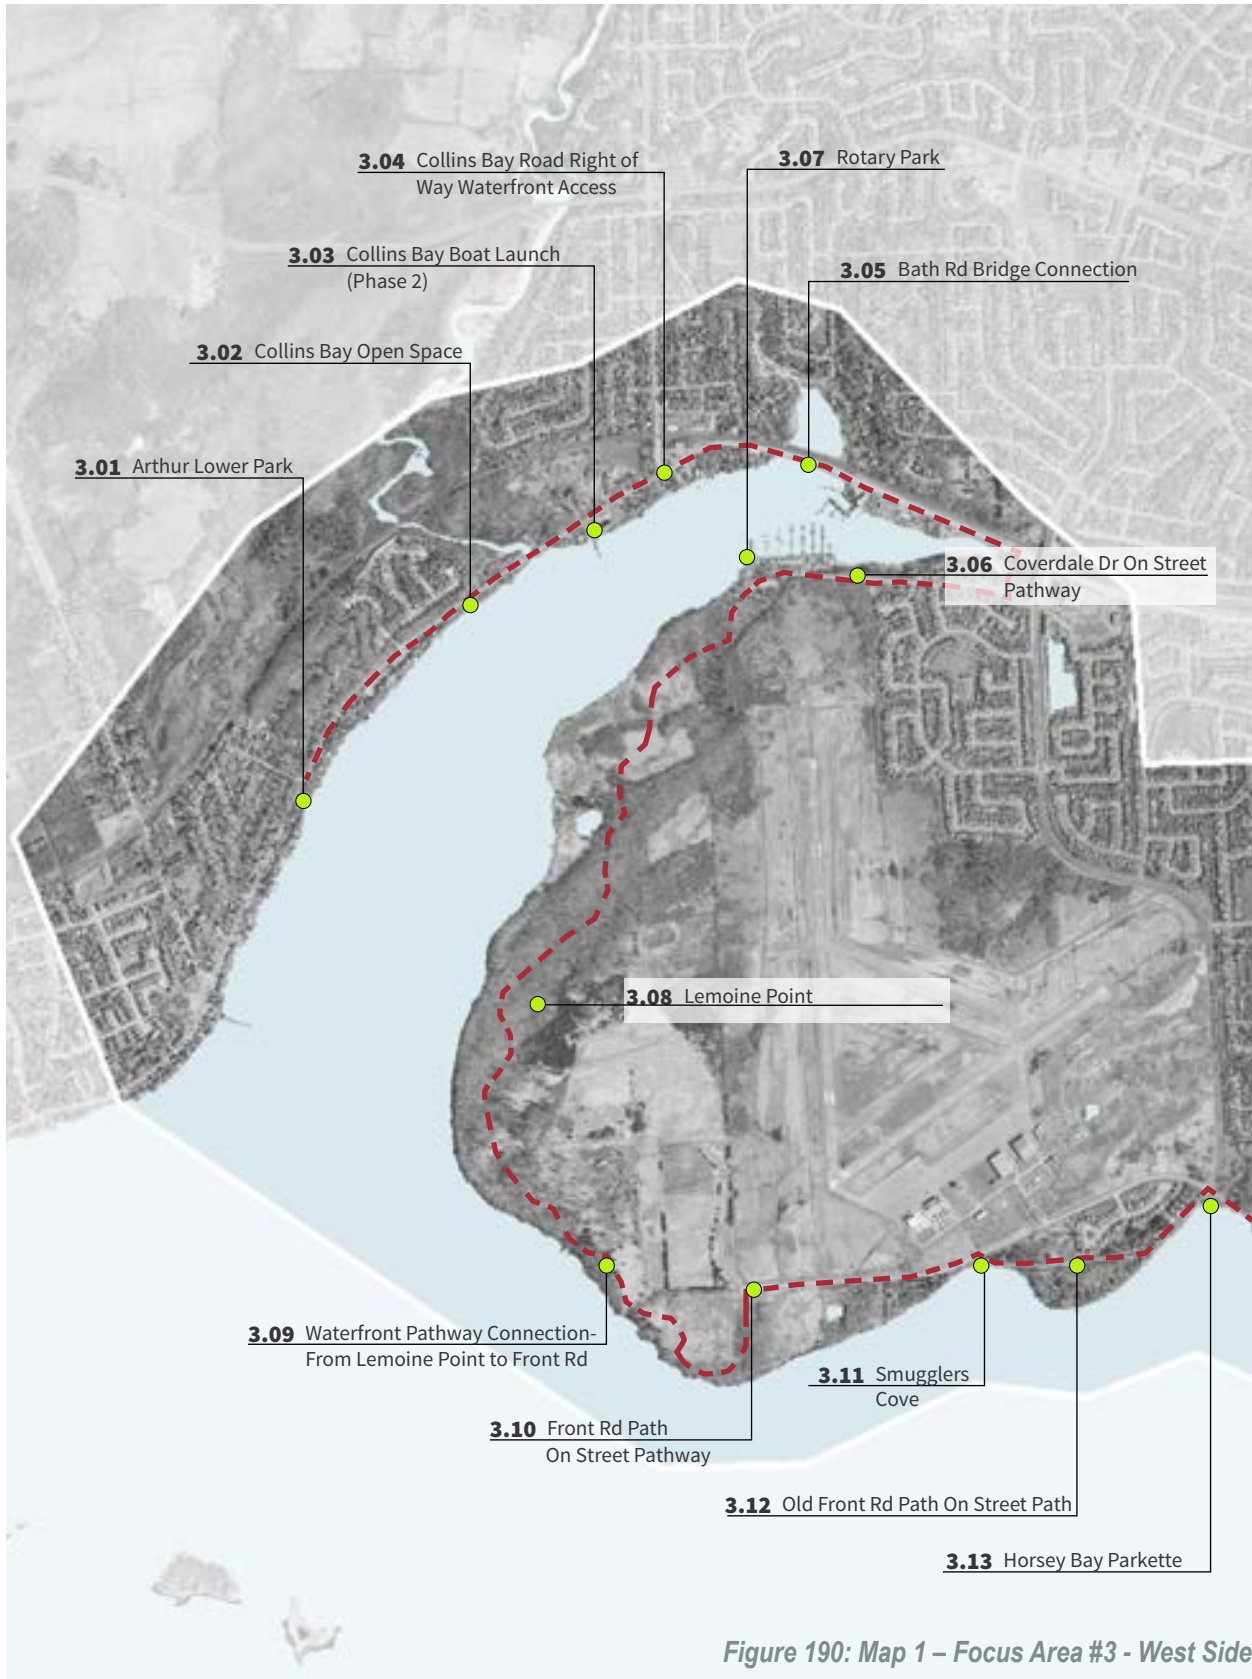 3.04 Collins Bay Road Right of
Way Waterfront Access
3.07 Rotary Park
3.03 Collins Bay Boat Launch
(Phase 2)
3.05 Bath Rd Bridge Connection
3.02 Collins Bay Open Space
3.01 Arthur Lower Park
3.06 Coverdale Dr On Street
Pathway
3.08 Lemoine Point
3.09 Waterfront Pathway Connection-
From Lemoine Point to Front Rd
3.11 Smugglers
Cove
3.10 Front Rd Path
On Street Pathway
3.12 Old Front Rd Path On Street Path
3.13 Horsey Bay Parkette
Figure 190: Map 1 – Focus Area #3 - West Side